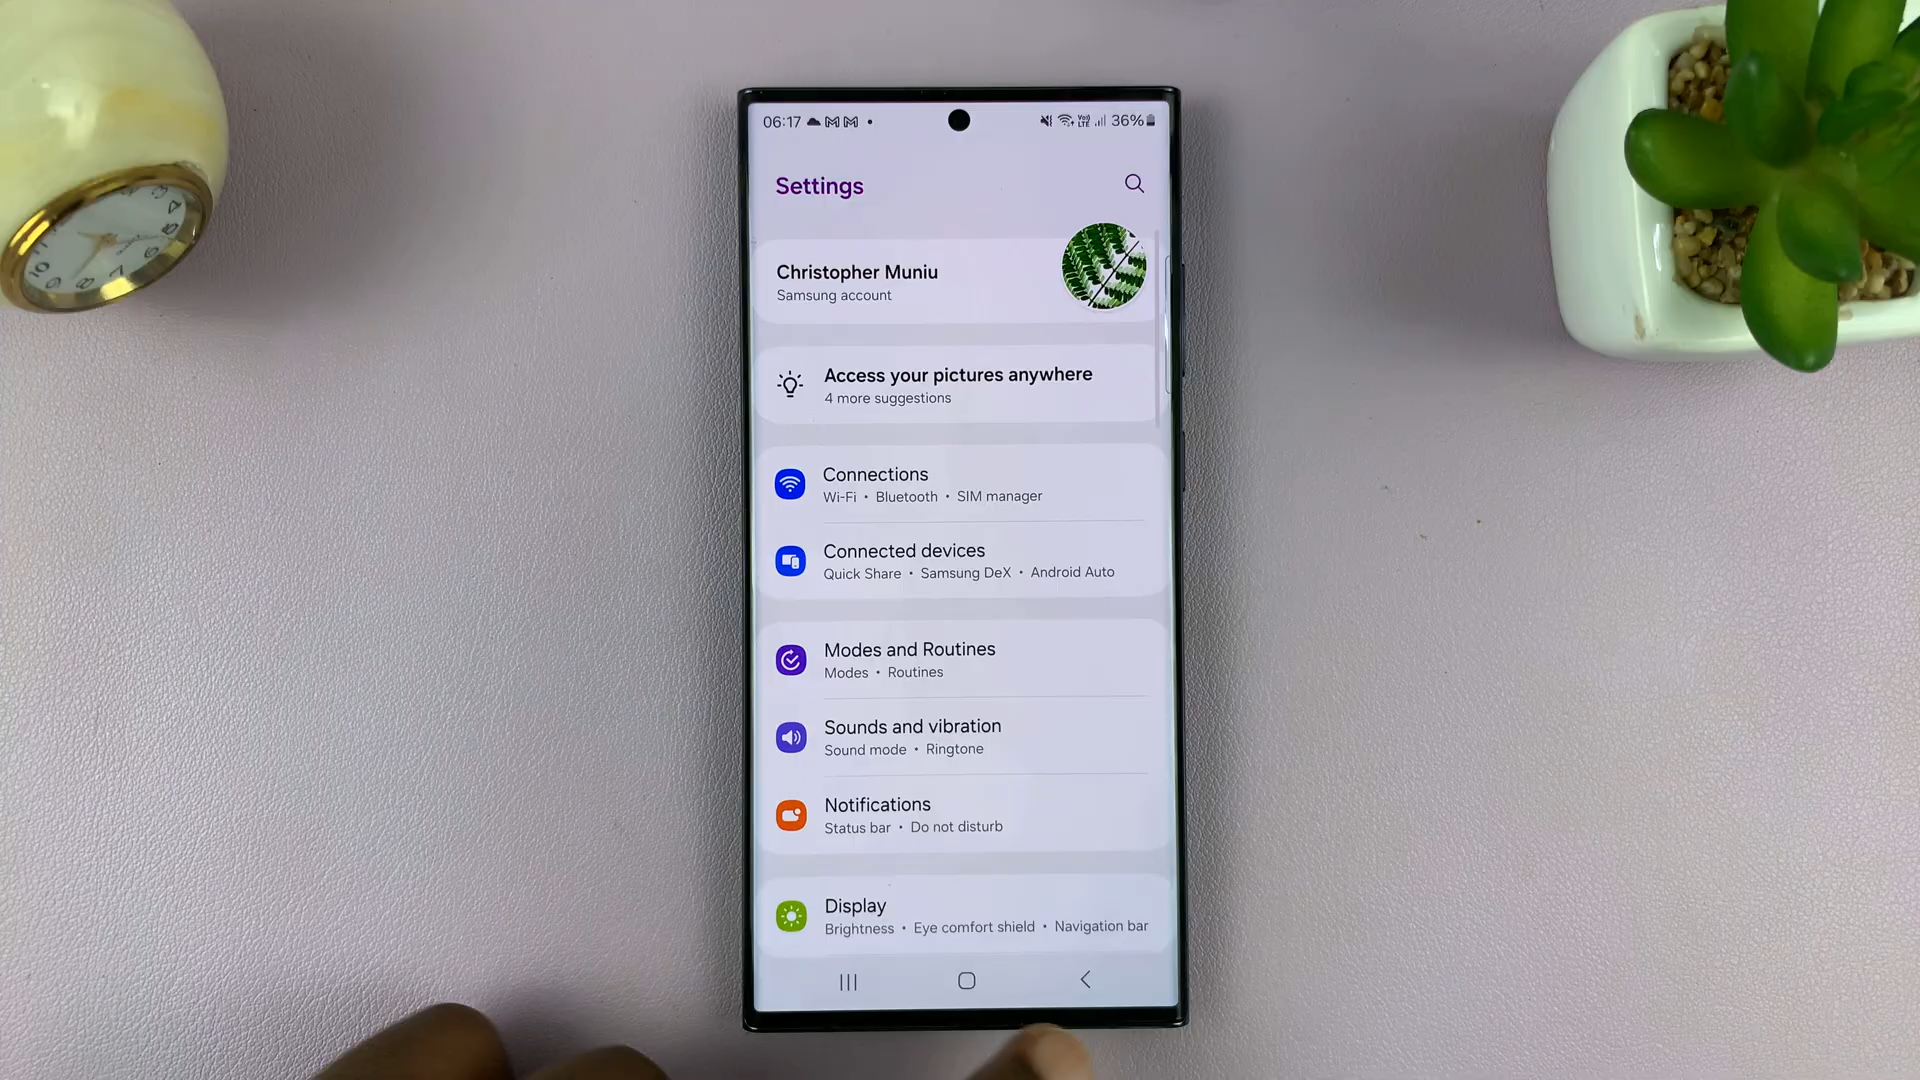 06:17
36%
Settings
Christopher Muniu
Samsung account
Access your pictures anywhere
4 more suggestions
Connections
Wi-Fi • Bluetooth • SIM manager
Connected devices
Quick Share • Samsung DeX • Android Auto
Modes and Routines
Modes • Routines
Sounds and vibration
Sound mode • Ringtone
Notifications
Status bar • Do not disturb
Display
Brightness • Eye comfort shield • Navigation bar